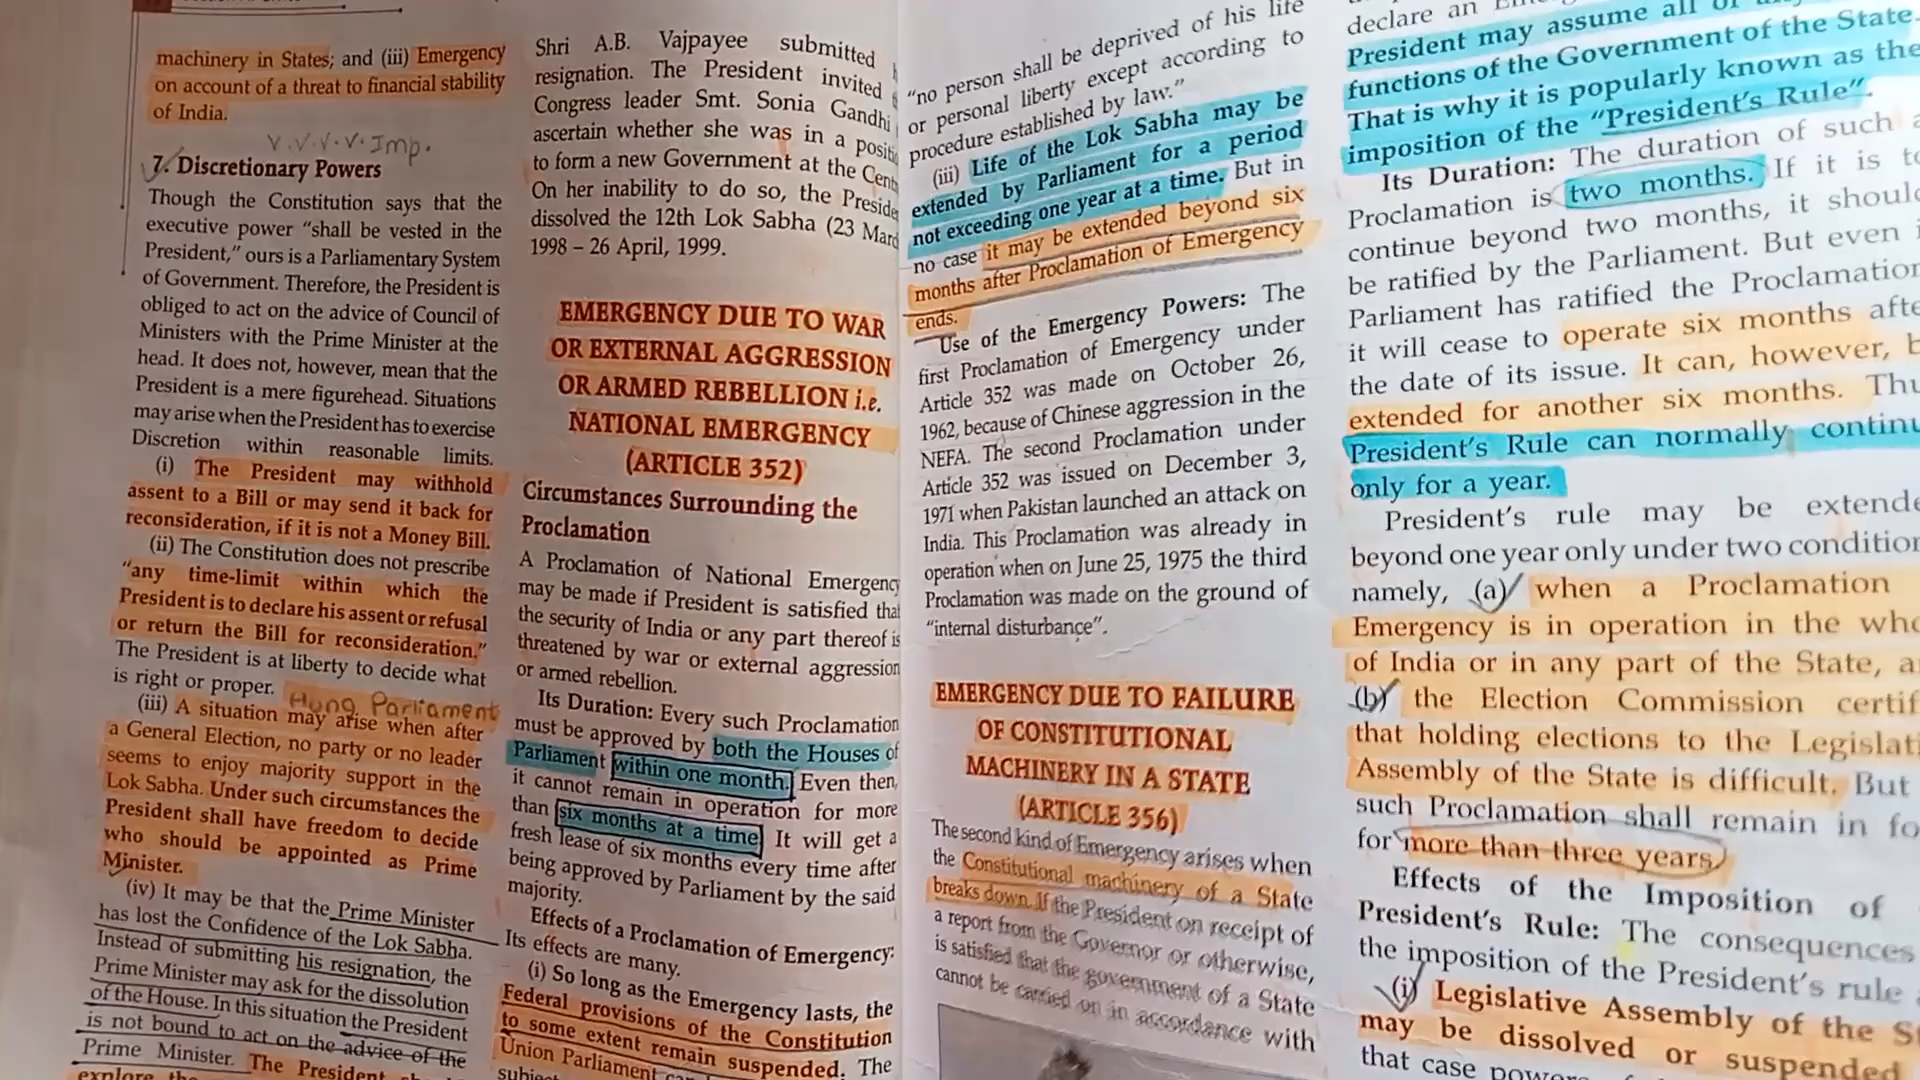 machinery in States; and (iii) Emergency
on account of a threat to financial stability
of India.
V.V.V.V.Imp.
7. Discretionary Powers
Though the Constitution says that the
executive power “shall be vested in the
President,” ours is a Parliamentary System
of Government. Therefore, the President is
obliged to act on the advice of Council of
Ministers with the Prime Minister at the
head. It does not, however, mean that the
President is a mere figurehead. Situations
may arise when the President has to exercise
Discretion within reasonable limits.
(i) The President may withhold
assent to a Bill or may send it back for
reconsideration, if it is not a Money Bill.
(ii) The Constitution does not prescribe
“any time-limit within which the
President is to declare his assent or refusal
or return the Bill for reconsideration.”
The President is at liberty to decide what
is right or proper.
Hung Parliament
(iii) A situation may arise when after
a General Election, no party or no leader
seems to enjoy majority support in the
Lok Sabha. Under such circumstances the
President shall have freedom to decide
who should be appointed as Prime
Minister.
(iv) It may be that the Prime Minister
has lost the Confidence of the Lok Sabha.
Instead of submitting his resignation, the
Prime Minister may ask for the dissolution
of the House. In this situation the President
is not bound to act on the advice of the
Prime Minister. The President
explore
Shri A.B. Vajpayee submitted
resignation. The President invited
Congress leader Smt. Sonia Gandhi
ascertain whether she was in a positi
to form a new Government at the Cent
On her inability to do so, the Preside
dissolved the 12th Lok Sabha (23 Marc
1998 – 26 April, 1999.
EMERGENCY DUE TO WAR
OR EXTERNAL AGGRESSION
OR ARMED REBELLION i.e.
NATIONAL EMERGENCY
(ARTICLE 352)
Circumstances Surrounding the
Proclamation
A Proclamation of National Emergency
may be made if President is satisfied that
the security of India or any part thereof is
threatened by war or external aggression
or armed rebellion.
Its Duration: Every such Proclamation
must be approved by both the Houses of
Parliament within one month. Even then,
it cannot remain in operation for more
than six months at a time. It will get a
fresh lease of six months every time after
being approved by Parliament by the said
majority.
Effects of a Proclamation of Emergency:
Its effects are many.
(i) So long as the Emergency lasts, the
Federal provisions of the Constitution
to some extent remain suspended. The
Union Parliament
“no person shall be deprived of his life
or personal liberty except according to
procedure established by law.”
(iii) Life of the Lok Sabha may be
extended by Parliament for a period
not exceeding one year at a time. But in
no case it may be extended beyond six
months after Proclamation of Emergency
ends.
Use of the Emergency Powers: The
first Proclamation of Emergency under
Article 352 was made on October 26,
1962, because of Chinese aggression in the
NEFA. The second Proclamation under
Article 352 was issued on December 3,
1971 when Pakistan launched an attack on
India. This Proclamation was already in
operation when on June 25, 1975 the third
Proclamation was made on the ground of
“internal disturbance”.
EMERGENCY DUE TO FAILURE
OF CONSTITUTIONAL
MACHINERY IN A STATE
(ARTICLE 356)
The second kind of Emergency arises when
the Constitutional machinery of a State
breaks down. If the President on receipt of
a report from the Governor or otherwise,
is satisfied that the government of a State
cannot be carried on in accordance with
declare an
President may assume all or
functions of the Government of the State.
That is why it is popularly known as the
imposition of the “President's Rule”.
Its Duration: The duration of such a
Proclamation is two months. If it is to
continue beyond two months, it should
be ratified by the Parliament. But even i
Parliament has ratified the Proclamation
it will cease to operate six months afte
the date of its issue. It can, however, b
extended for another six months. Thu
President's Rule can normally continu
only for a year.
President's rule may be extende
beyond one year only under two condition
namely, (a) when a Proclamation
Emergency is in operation in the who
of India or in any part of the State, a
(b) the Election Commission certif
that holding elections to the Legislati
Assembly of the State is difficult. But
such Proclamation shall remain in fo
for more than three years.
Effects of the Imposition of
President's Rule: The consequences
the imposition of the President's rule
(i) Legislative Assembly of the S
may be dissolved or suspended
that case powers